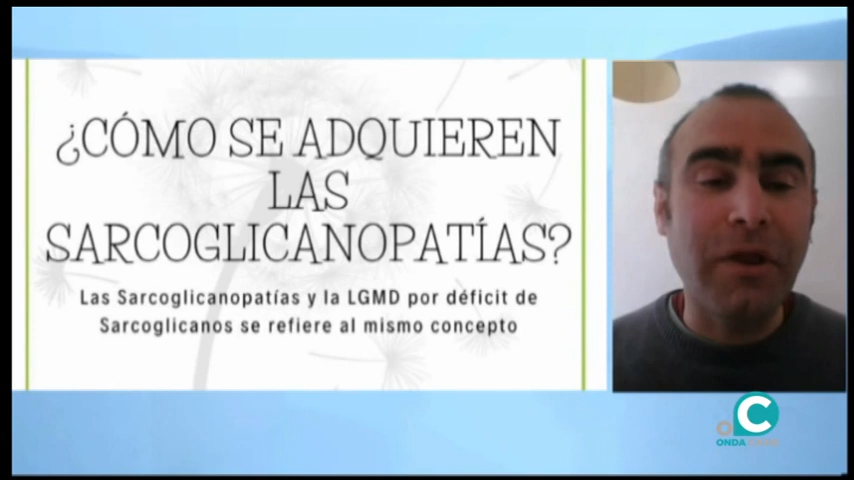 ¿CÓMO SE ADQUIEREN
LAS
SARCOGLICANOPATÍAS?
Las Sarcoglicanopatías y la LGMD por déficit de
Sarcoglicanos se refiere al mismo concepto
C
ONDA